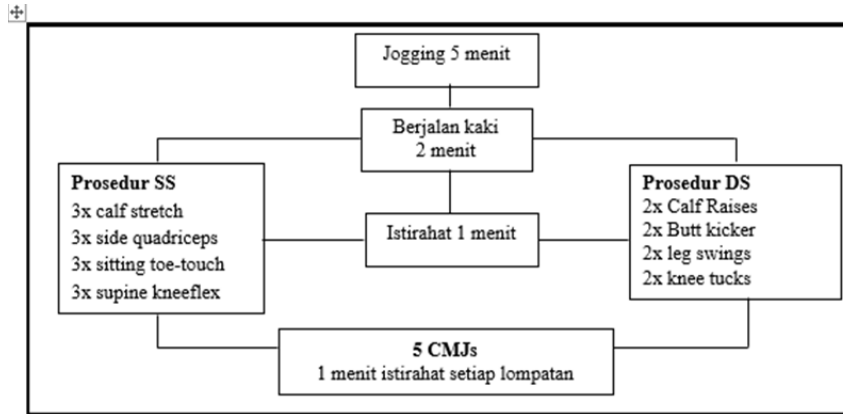 Jogging 5 menit
Berjalan kaki
2 menit
Prosedur SS
3x calf stretch
3x side quadriceps
3x sitting toe-touch
3x supine kneeflex
Istirahat 1 menit
Prosedur DS
2x Calf Raises
2x Butt kicker
2x leg swings
2x knee tucks
5 CMJs
1 menit istirahat setiap lompatan